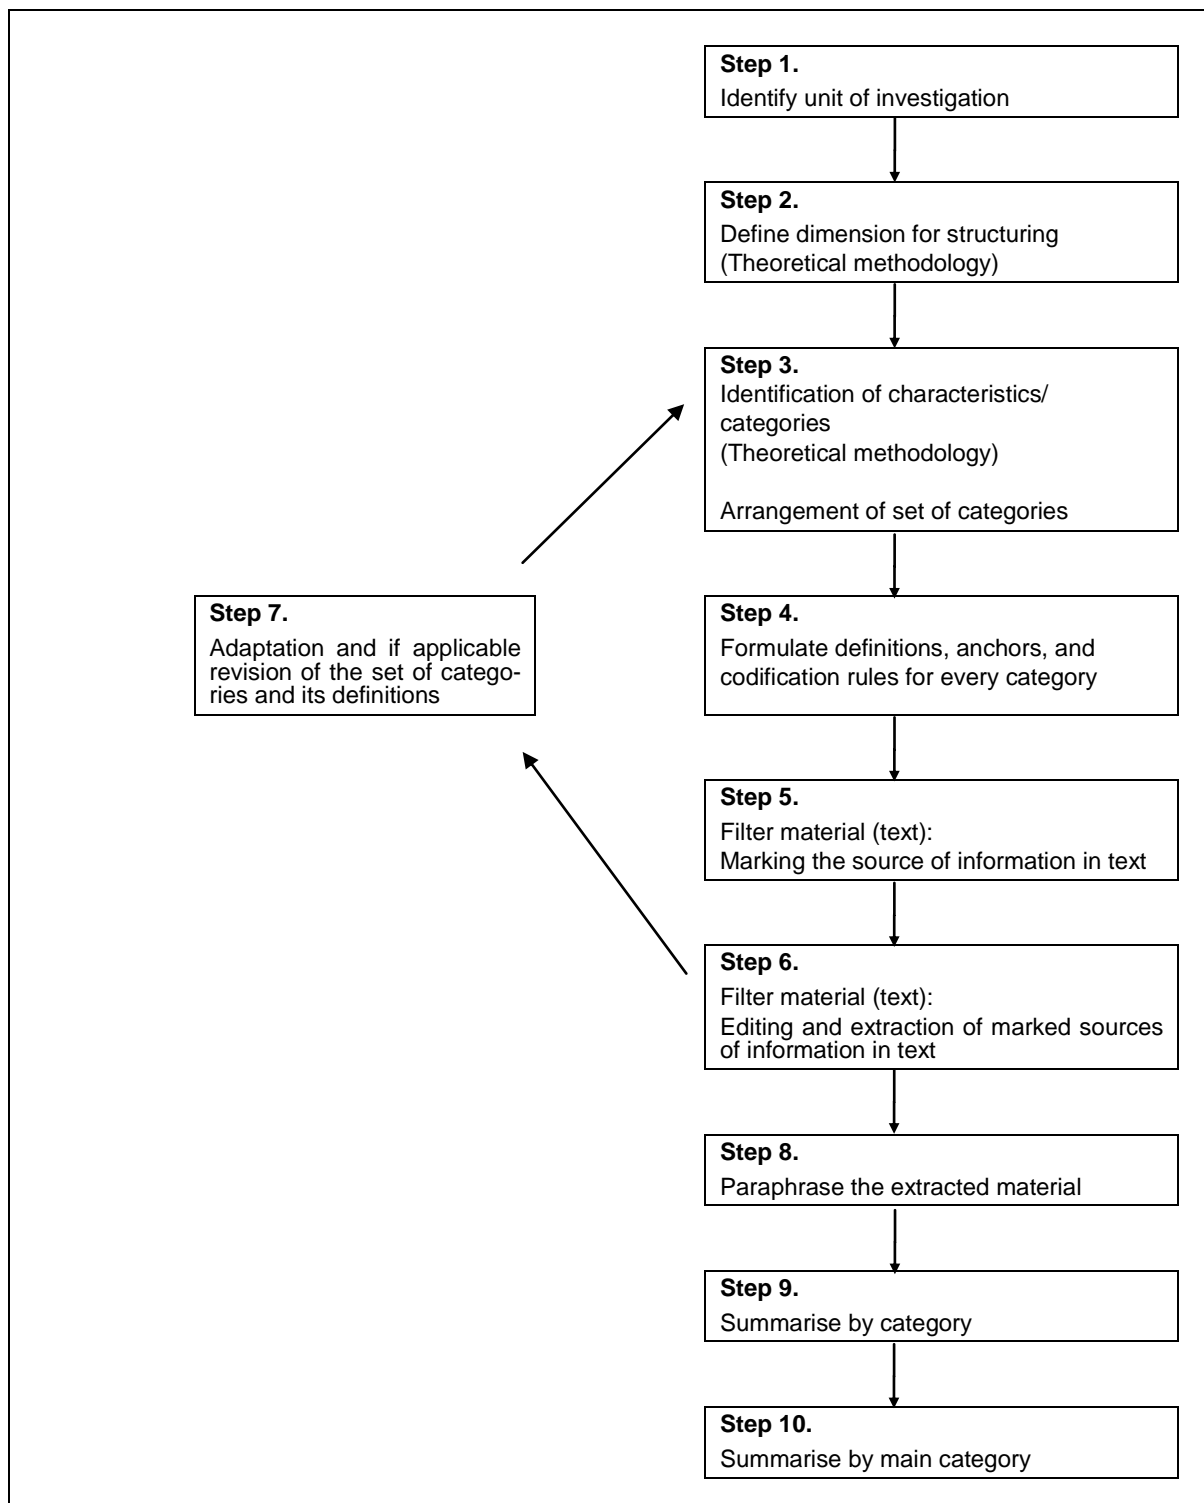 Step 1.
Identify unit of investigation
Step 2.
Define dimension for structuring
(Theoretical methodology)
Step 3.
Identification of characteristics/
categories
(Theoretical methodology)
Arrangement of set of categories
Step 4.
Formulate definitions, anchors, and
codification rules for every category
Step 5.
Filter material (text):
Marking the source of information in text
Step 6.
Filter material (text):
Editing and extraction of marked sources
of information in text
Step 7.
Adaptation and if applicable
revision of the set of catego-
ries and its definitions
Step 8.
Paraphrase the extracted material
Step 9.
Summarise by category
Step 10.
Summarise by main category